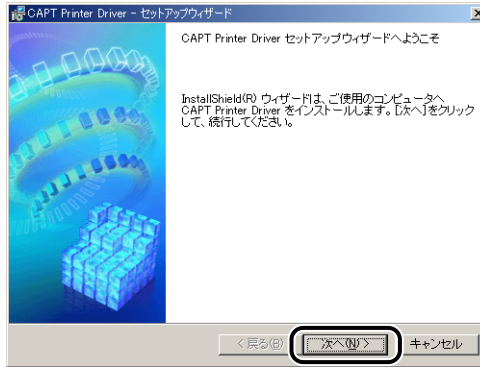 CAPT Printer Driver - セットアップウィザード
CAPT Printer Driver セットアップウィザードへようこそ
InstallShield(R) ウィザードは、ご使用のコンピュータへ
CAPT Printer Driver をインストールします。[次へ]をクリック
して、続行してください。
< 戻る(B)
次へ(N) >
キャンセル